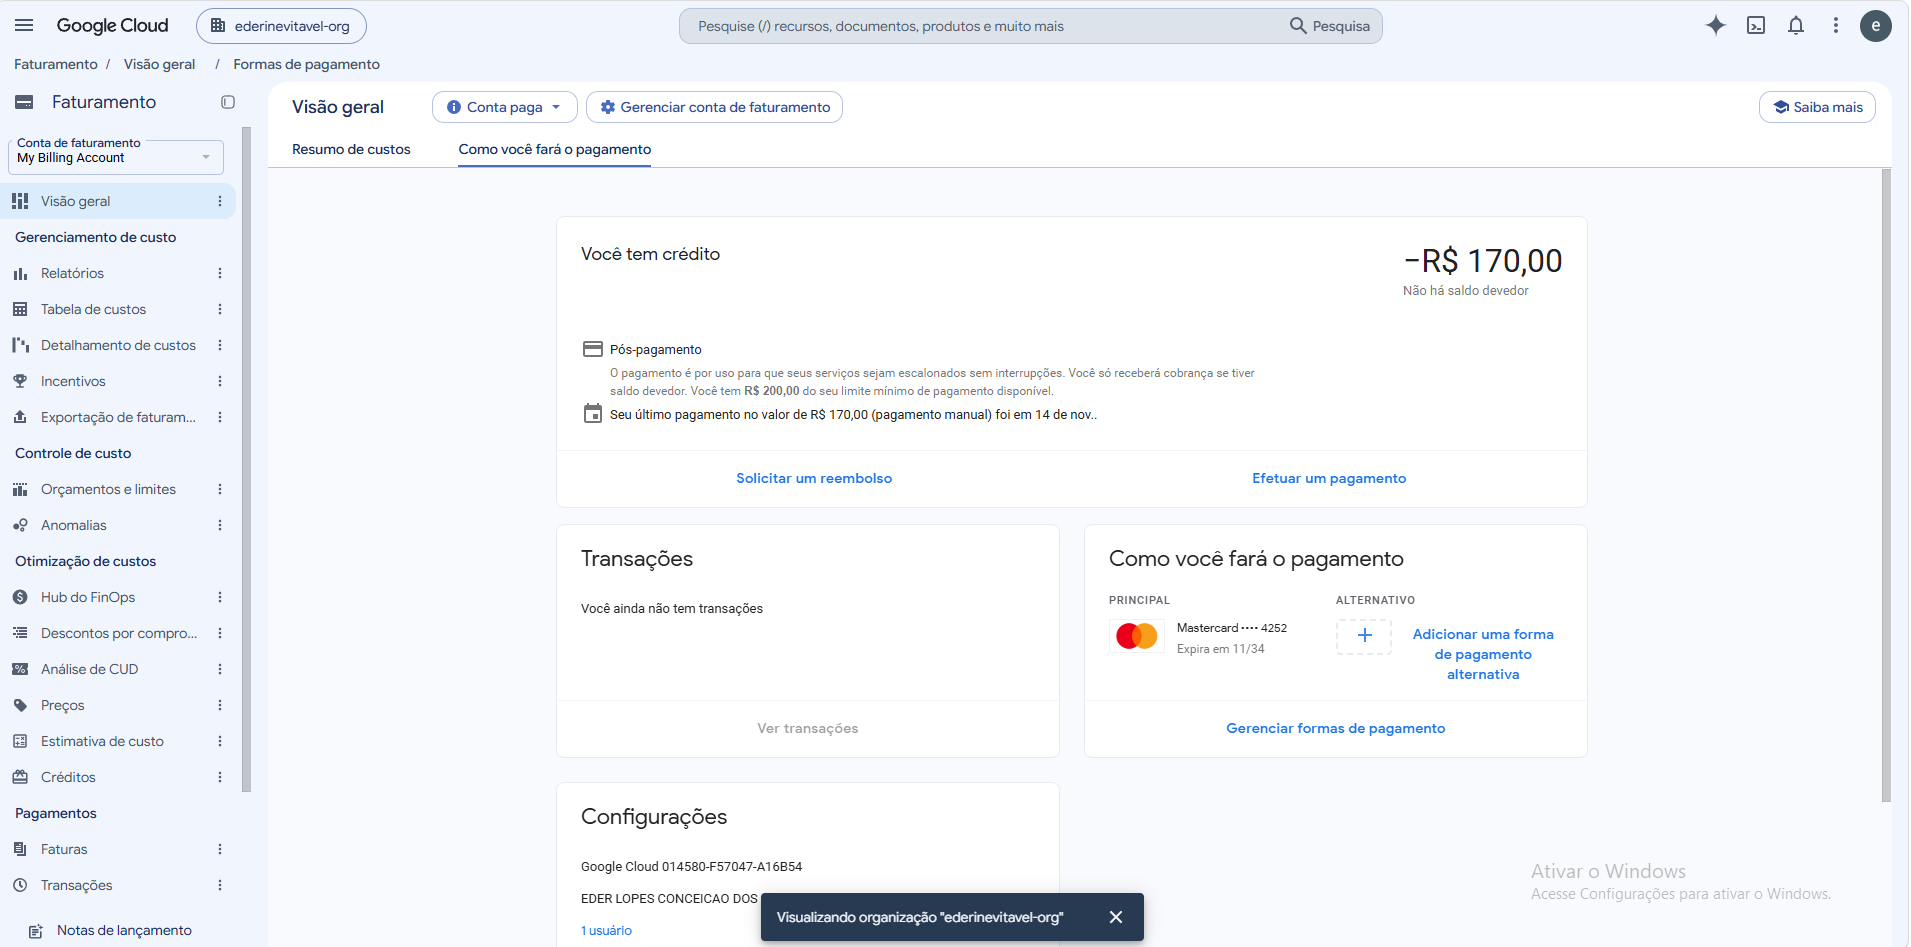 Google Cloud
ederinevitavel-org
Pesquise (/) recursos, documentos, produtos e muito mais
Pesquisa
e
Faturamento / Visão geral / Formas de pagamento
Faturamento
Conta de faturamento
My Billing Account
Visão geral
Gerenciamento de custo
Relatórios
Tabela de custos
Detalhamento de custos
Incentivos
Exportação de faturam...
Controle de custo
Orçamentos e limites
Anomalias
Otimização de custos
Hub do FinOps
Descontos por compro...
Análise de CUD
Preços
Estimativa de custo
Créditos
Pagamentos
Faturas
Transações
Notas de lançamento
Visão geral
Conta paga
Gerenciar conta de faturamento
Saiba mais
Resumo de custos
Como você fará o pagamento
Você tem crédito
−R$ 170,00
Não há saldo devedor
Pós-pagamento
O pagamento é por uso para que seus serviços sejam escalonados sem interrupções. Você só receberá cobrança se tiver
saldo devedor. Você tem R$ 200,00 do seu limite mínimo de pagamento disponível.
Seu último pagamento no valor de R$ 170,00 (pagamento manual) foi em 14 de nov..
Solicitar um reembolso
Efetuar um pagamento
Transações
Você ainda não tem transações
Ver transações
Como você fará o pagamento
PRINCIPAL
Mastercard •••• 4252
Expira em 11/34
ALTERNATIVO
Adicionar uma forma
de pagamento
alternativa
Gerenciar formas de pagamento
Configurações
Google Cloud 014580-F57047-A16B54
EDER LOPES CONCEICAO DOS
1 usuário
Visualizando organização "ederinevitavel-org"
Ativar o Windows
Acesse Configurações para ativar o Windows.